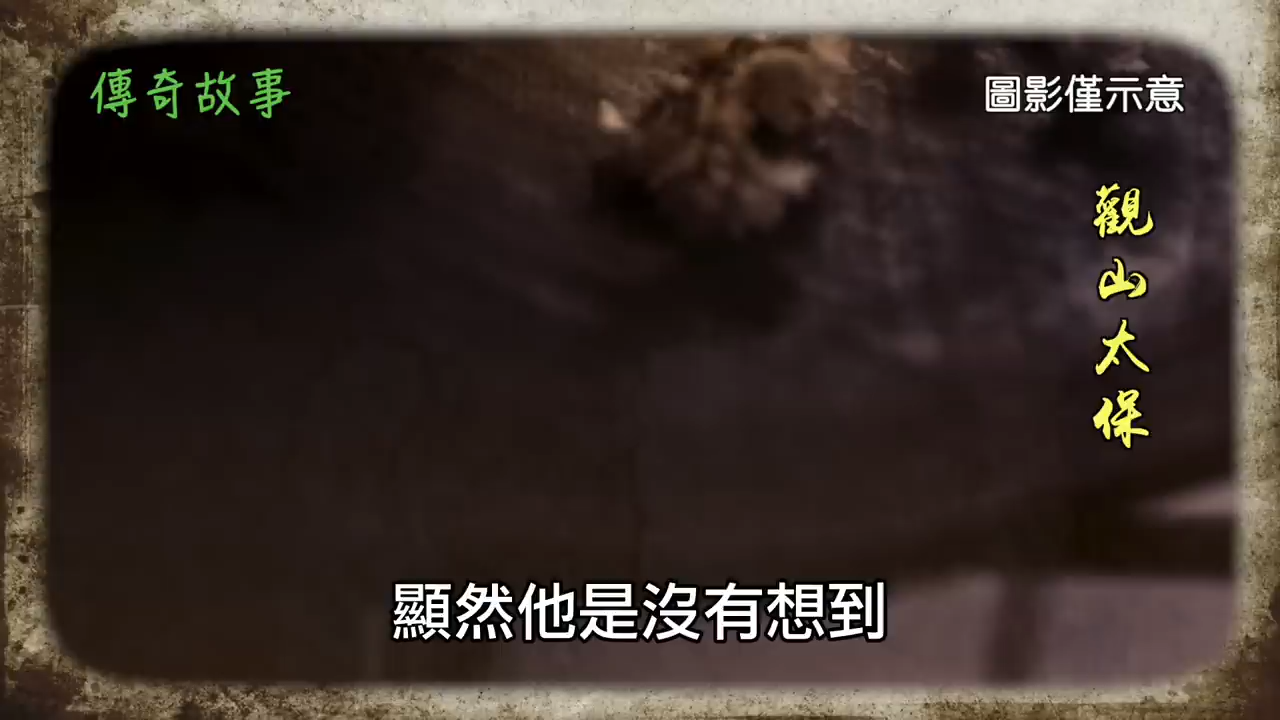 傳奇故事
圖影僅示意
觀山太保
顯然他是沒有想到